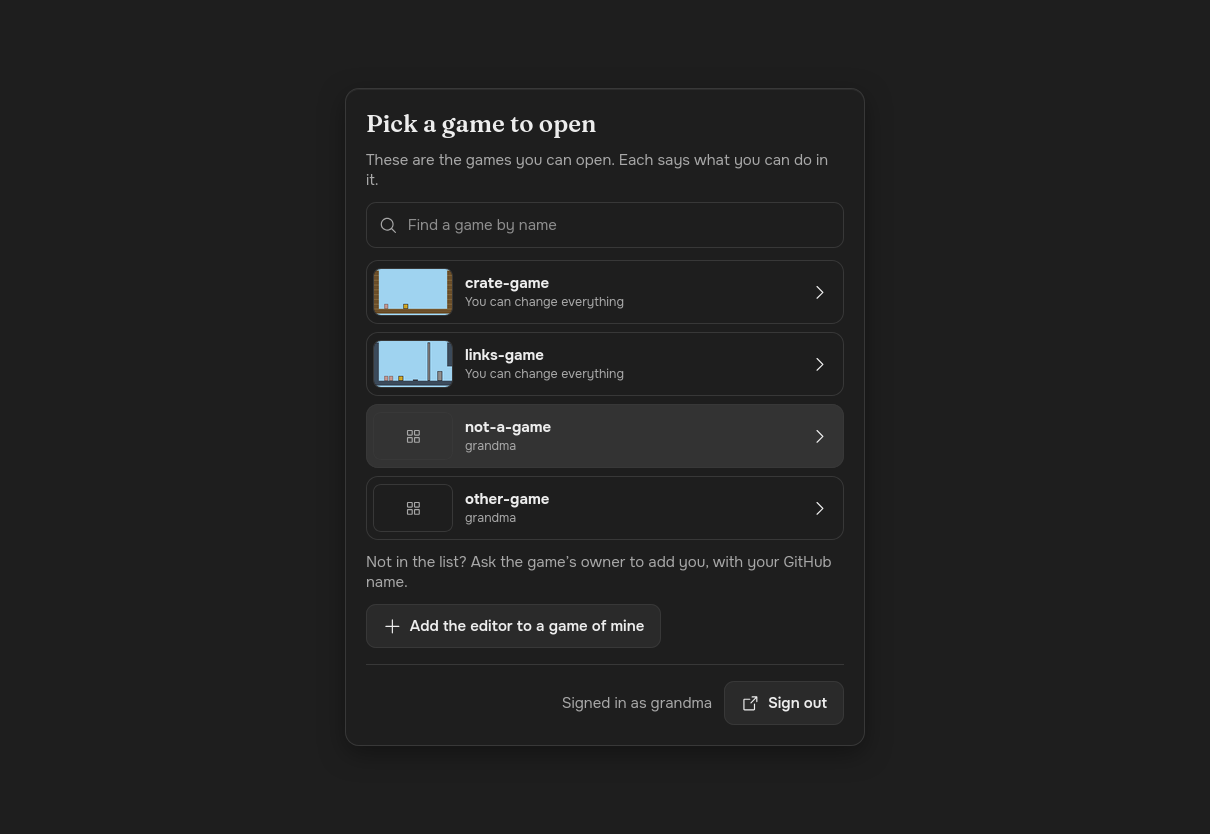 Pick a game to open
These are the games you can open. Each says what you can do in
it.
Find a game by name
crate-game
You can change everything
links-game
You can change everything
not-a-game
grandma
other-game
grandma
Not in the list? Ask the game’s owner to add you, with your GitHub
name.
Add the editor to a game of mine
Signed in as grandma
Sign out